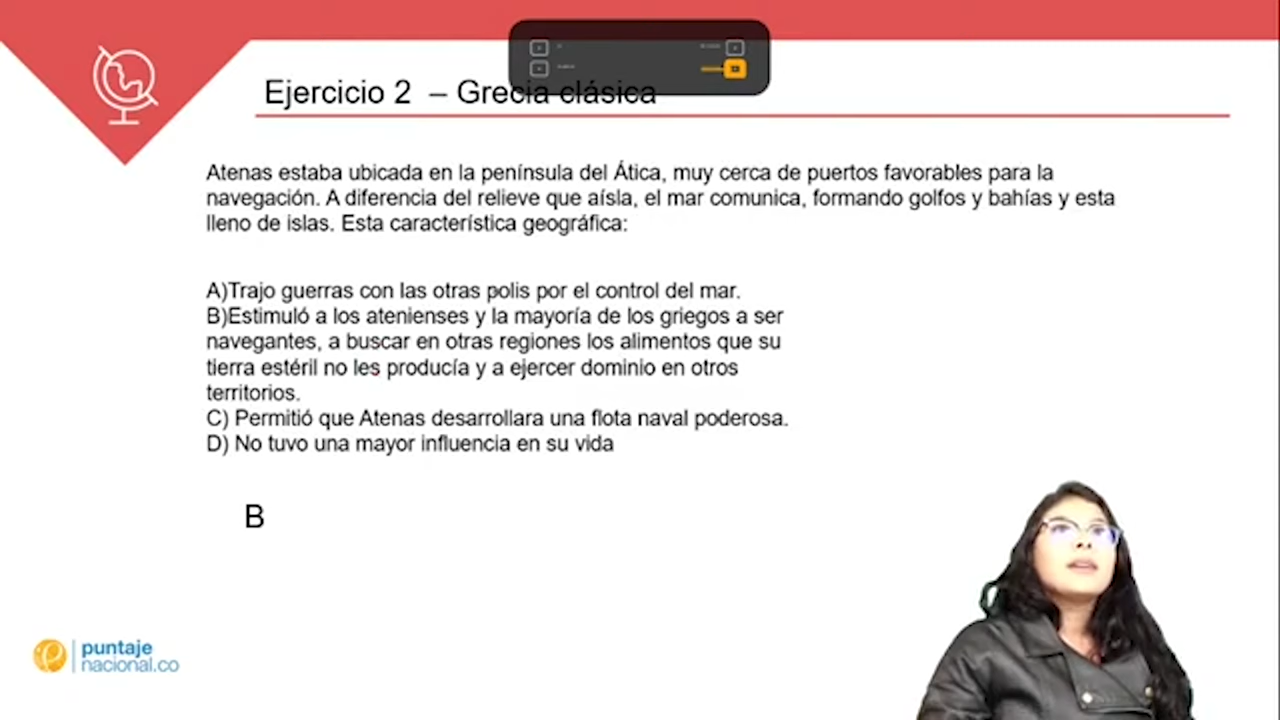 Ejercicio 2 – Grecia clásica
Atenas estaba ubicada en la península del Ática, muy cerca de puertos favorables para la
navegación. A diferencia del relieve que aísla, el mar comunica, formando golfos y bahías y esta
lleno de islas. Esta característica geográfica:
A)Trajo guerras con las otras polis por el control del mar.
B)Estimuló a los atenienses y la mayoría de los griegos a ser
navegantes, a buscar en otras regiones los alimentos que su
tierra estéril no les producía y a ejercer dominio en otros
territorios.
C) Permitió que Atenas desarrollara una flota naval poderosa.
D) No tuvo una mayor influencia en su vida
B
puntaje
nacional.co